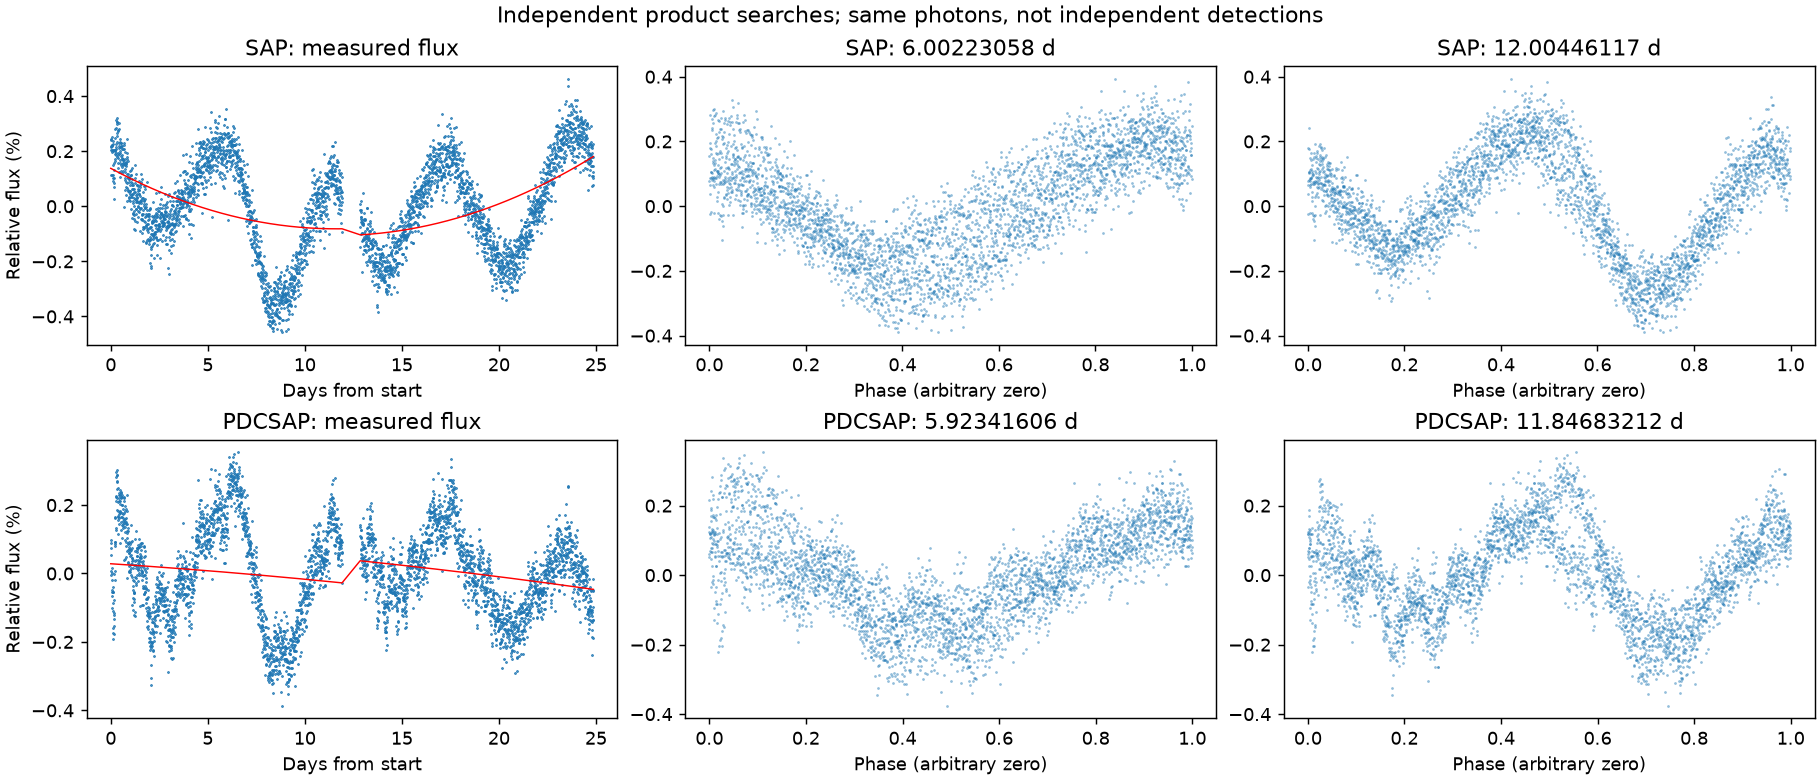 Independent product searches; same photons, not independent detections
SAP: measured flux
SAP: 6.00223058 d
SAP: 12.00446117 d
Relative flux (%)
0.4
0.2
0.0
−0.2
−0.4
0 5 10 15 20 25
Days from start
0.4
0.2
0.0
−0.2
−0.4
0.0 0.2 0.4 0.6 0.8 1.0
Phase (arbitrary zero)
0.4
0.2
0.0
−0.2
−0.4
0.0 0.2 0.4 0.6 0.8 1.0
Phase (arbitrary zero)
PDCSAP: measured flux
PDCSAP: 5.92341606 d
PDCSAP: 11.84683212 d
Relative flux (%)
0.2
0.0
−0.2
−0.4
0 5 10 15 20 25
Days from start
0.2
0.0
−0.2
−0.4
0.0 0.2 0.4 0.6 0.8 1.0
Phase (arbitrary zero)
0.2
0.0
−0.2
−0.4
0.0 0.2 0.4 0.6 0.8 1.0
Phase (arbitrary zero)